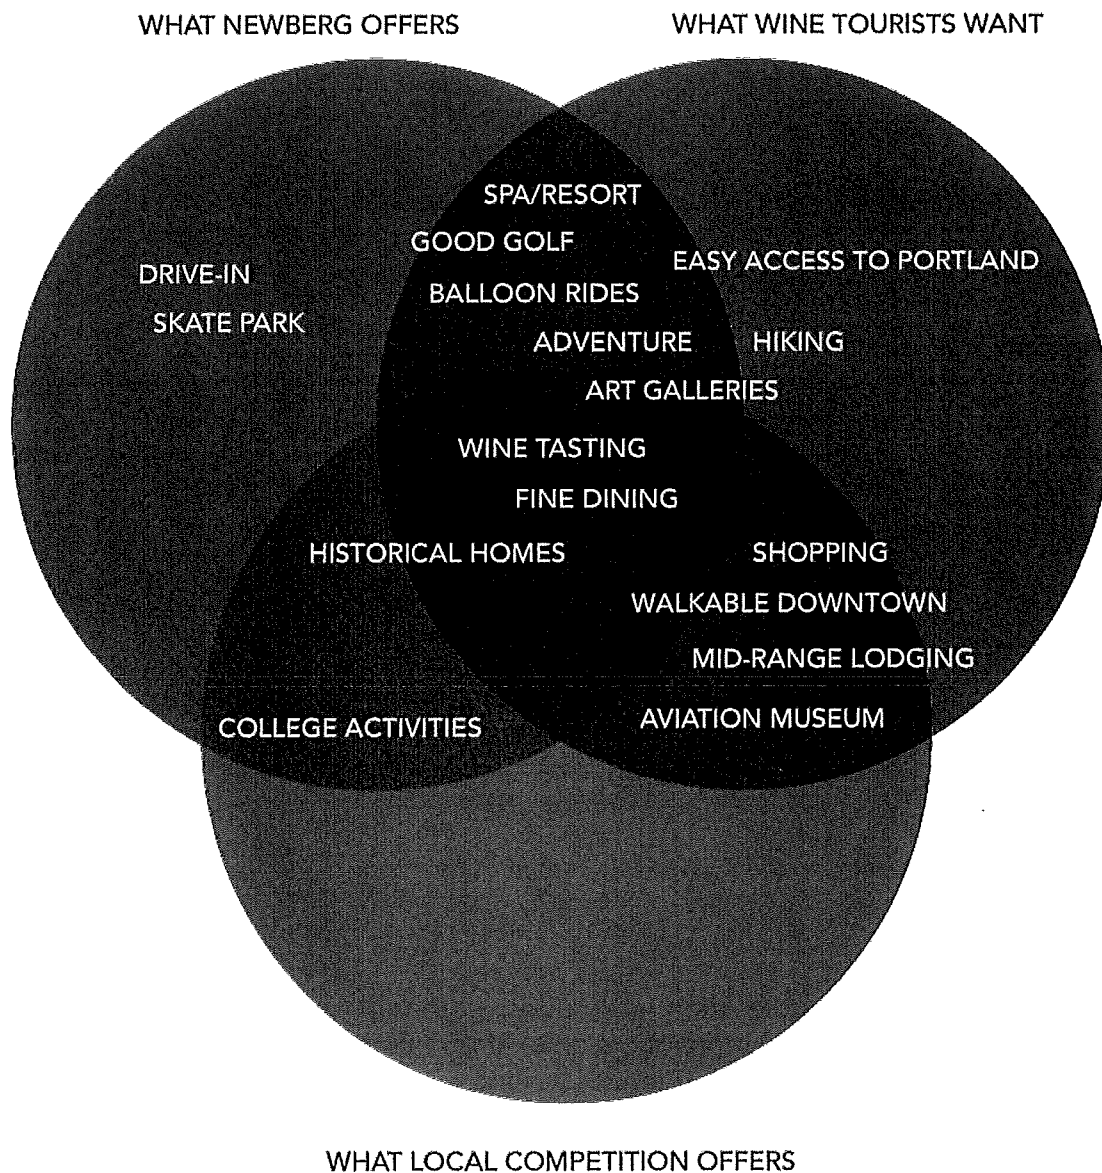 WHAT NEWBERG OFFERS
WHAT WINE TOURISTS WANT
SPA/RESORT
GOOD GOLF
EASY ACCESS TO PORTLAND
DRIVE-IN
BALLOON RIDES
SKATE PARK
ADVENTURE
HIKING
ART GALLERIES
WINE TASTING
FINE DINING
HISTORICAL HOMES
SHOPPING
WALKABLE DOWNTOWN
MID-RANGE LODGING
AVIATION MUSEUM
COLLEGE ACTIVITIES
WHAT LOCAL COMPETITION OFFERS